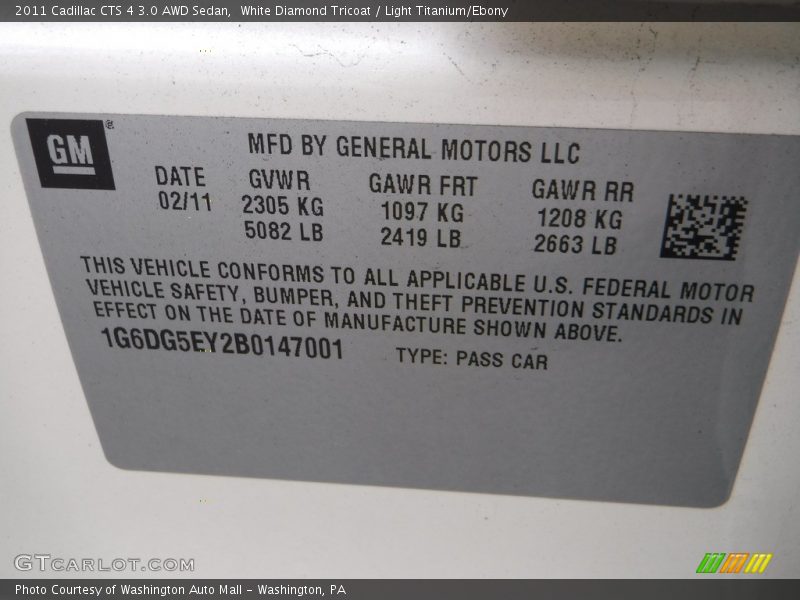 2011 Cadillac CTS 4 3.0 AWD Sedan,  White Diamond Tricoat / Light Titanium/Ebony
GM®
MFD BY GENERAL MOTORS LLC
DATE GVWR GAWR FRT GAWR RR
02/11 2305 KG 1097 KG 1208 KG
5082 LB 2419 LB 2663 LB
THIS VEHICLE CONFORMS TO ALL APPLICABLE U.S. FEDERAL MOTOR
VEHICLE SAFETY, BUMPER, AND THEFT PREVENTION STANDARDS IN
EFFECT ON THE DATE OF MANUFACTURE SHOWN ABOVE.
1G6DG5EY2B0147001 TYPE: PASS CAR
GTCARLOT.COM
Photo Courtesy of Washington Auto Mall - Washington, PA